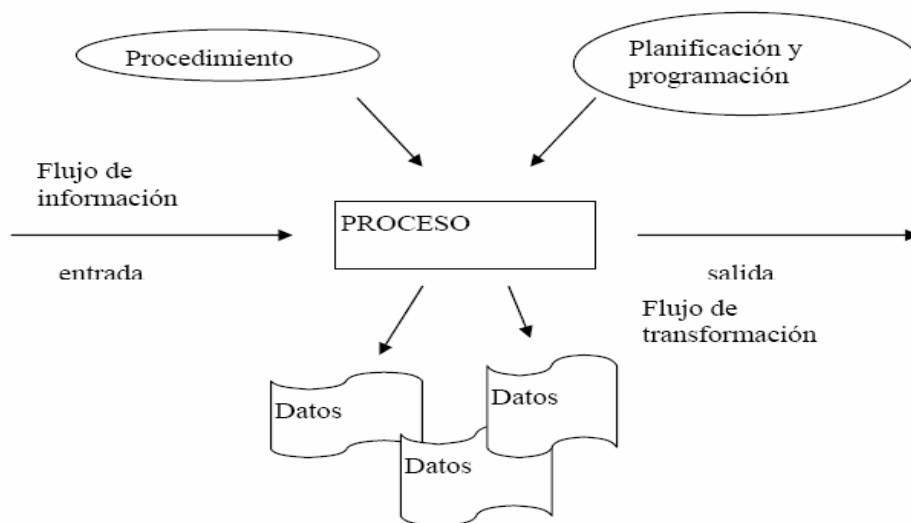 Procedimiento
Planificación y
programación
Flujo de
información
PROCESO
entrada
salida
Flujo de
transformación
Datos
Datos
Datos